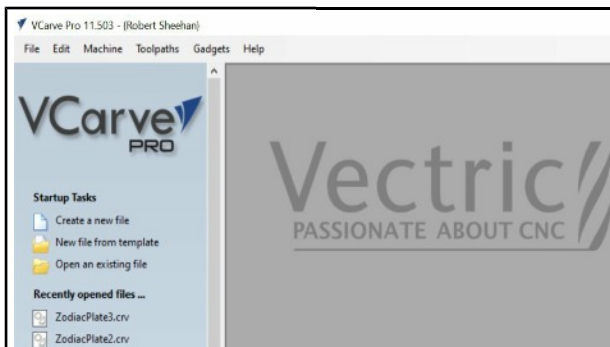 VCarve Pro 11.503 - {Robert Sheehan}
File Edit Machine Toolpaths Gadgets Help
VCarve
PRO
Startup Tasks
Create a new file
New file from template
Open an existing file
Recently opened files ...
ZodiacPlate3.crv
ZodiacPlate2.crv
Vectric
PASSIONATE ABOUT CNC